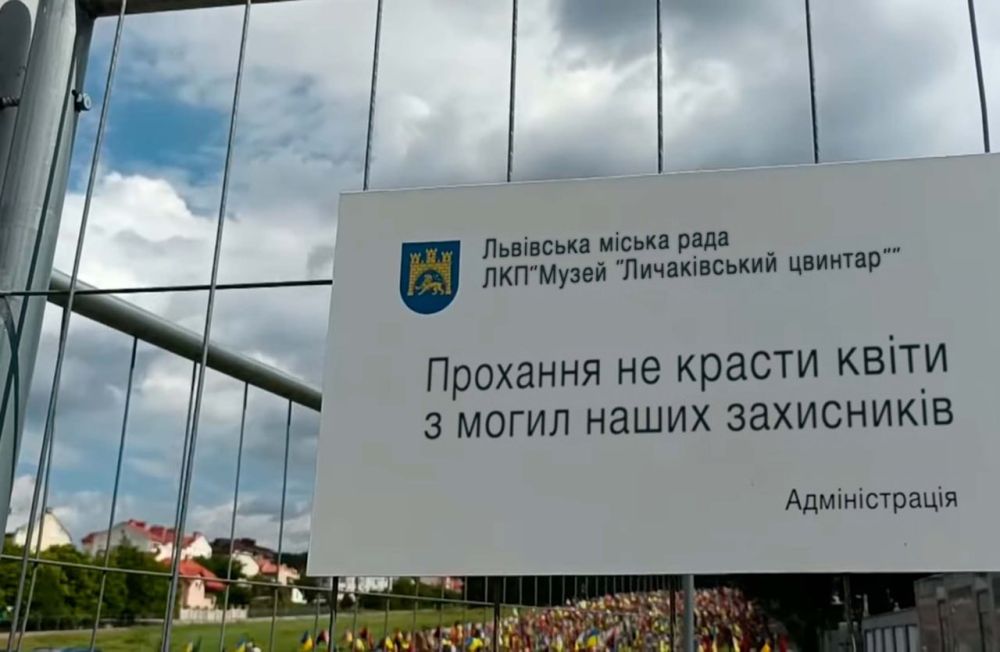 Львівська міська рада
ЛКП"Музей "Личаківський цвинтар""
Прохання не красти квіти
з могил наших захисників
Адміністрація